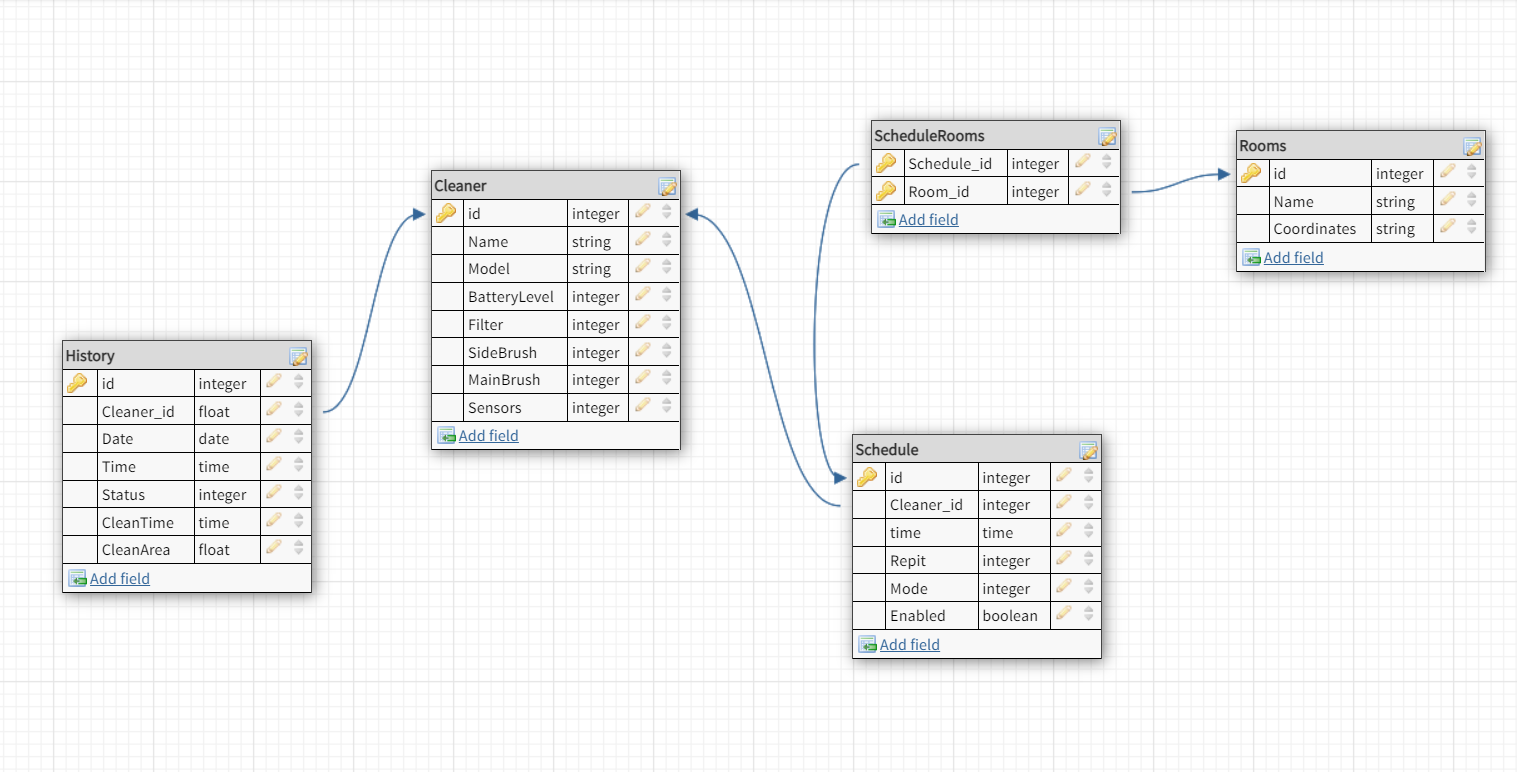 History
id integer
Cleaner_id float
Date date
Time time
Status integer
CleanTime time
CleanArea float
Add field
Cleaner
id integer
Name string
Model string
BatteryLevel integer
Filter integer
SideBrush integer
MainBrush integer
Sensors integer
Add field
ScheduleRooms
Schedule_id integer
Room_id integer
Add field
Schedule
id integer
Cleaner_id integer
time time
Repit integer
Mode integer
Enabled boolean
Add field
Rooms
id integer
Name string
Coordinates string
Add field